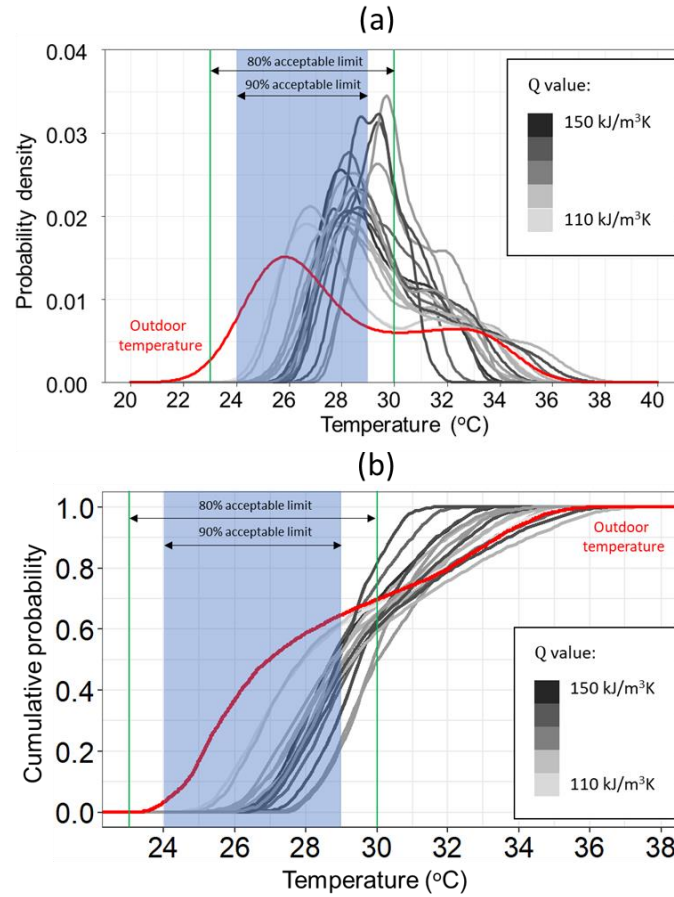 (a)
0.04
80% acceptable limit
90% acceptable limit
Q value:
150 kJ/m³K
110 kJ/m³K
0.03
0.02
0.01
0.00
Probability density
Outdoor
temperature
20 22 24 26 28 30 32 34 36 38 40
Temperature (°C)
(b)
1.0
80% acceptable limit
90% acceptable limit
Outdoor
temperature
0.8
0.6
0.4
0.2
0.0
Cumulative probability
Q value:
150 kJ/m³K
110 kJ/m³K
24 26 28 30 32 34 36 38
Temperature (°C)